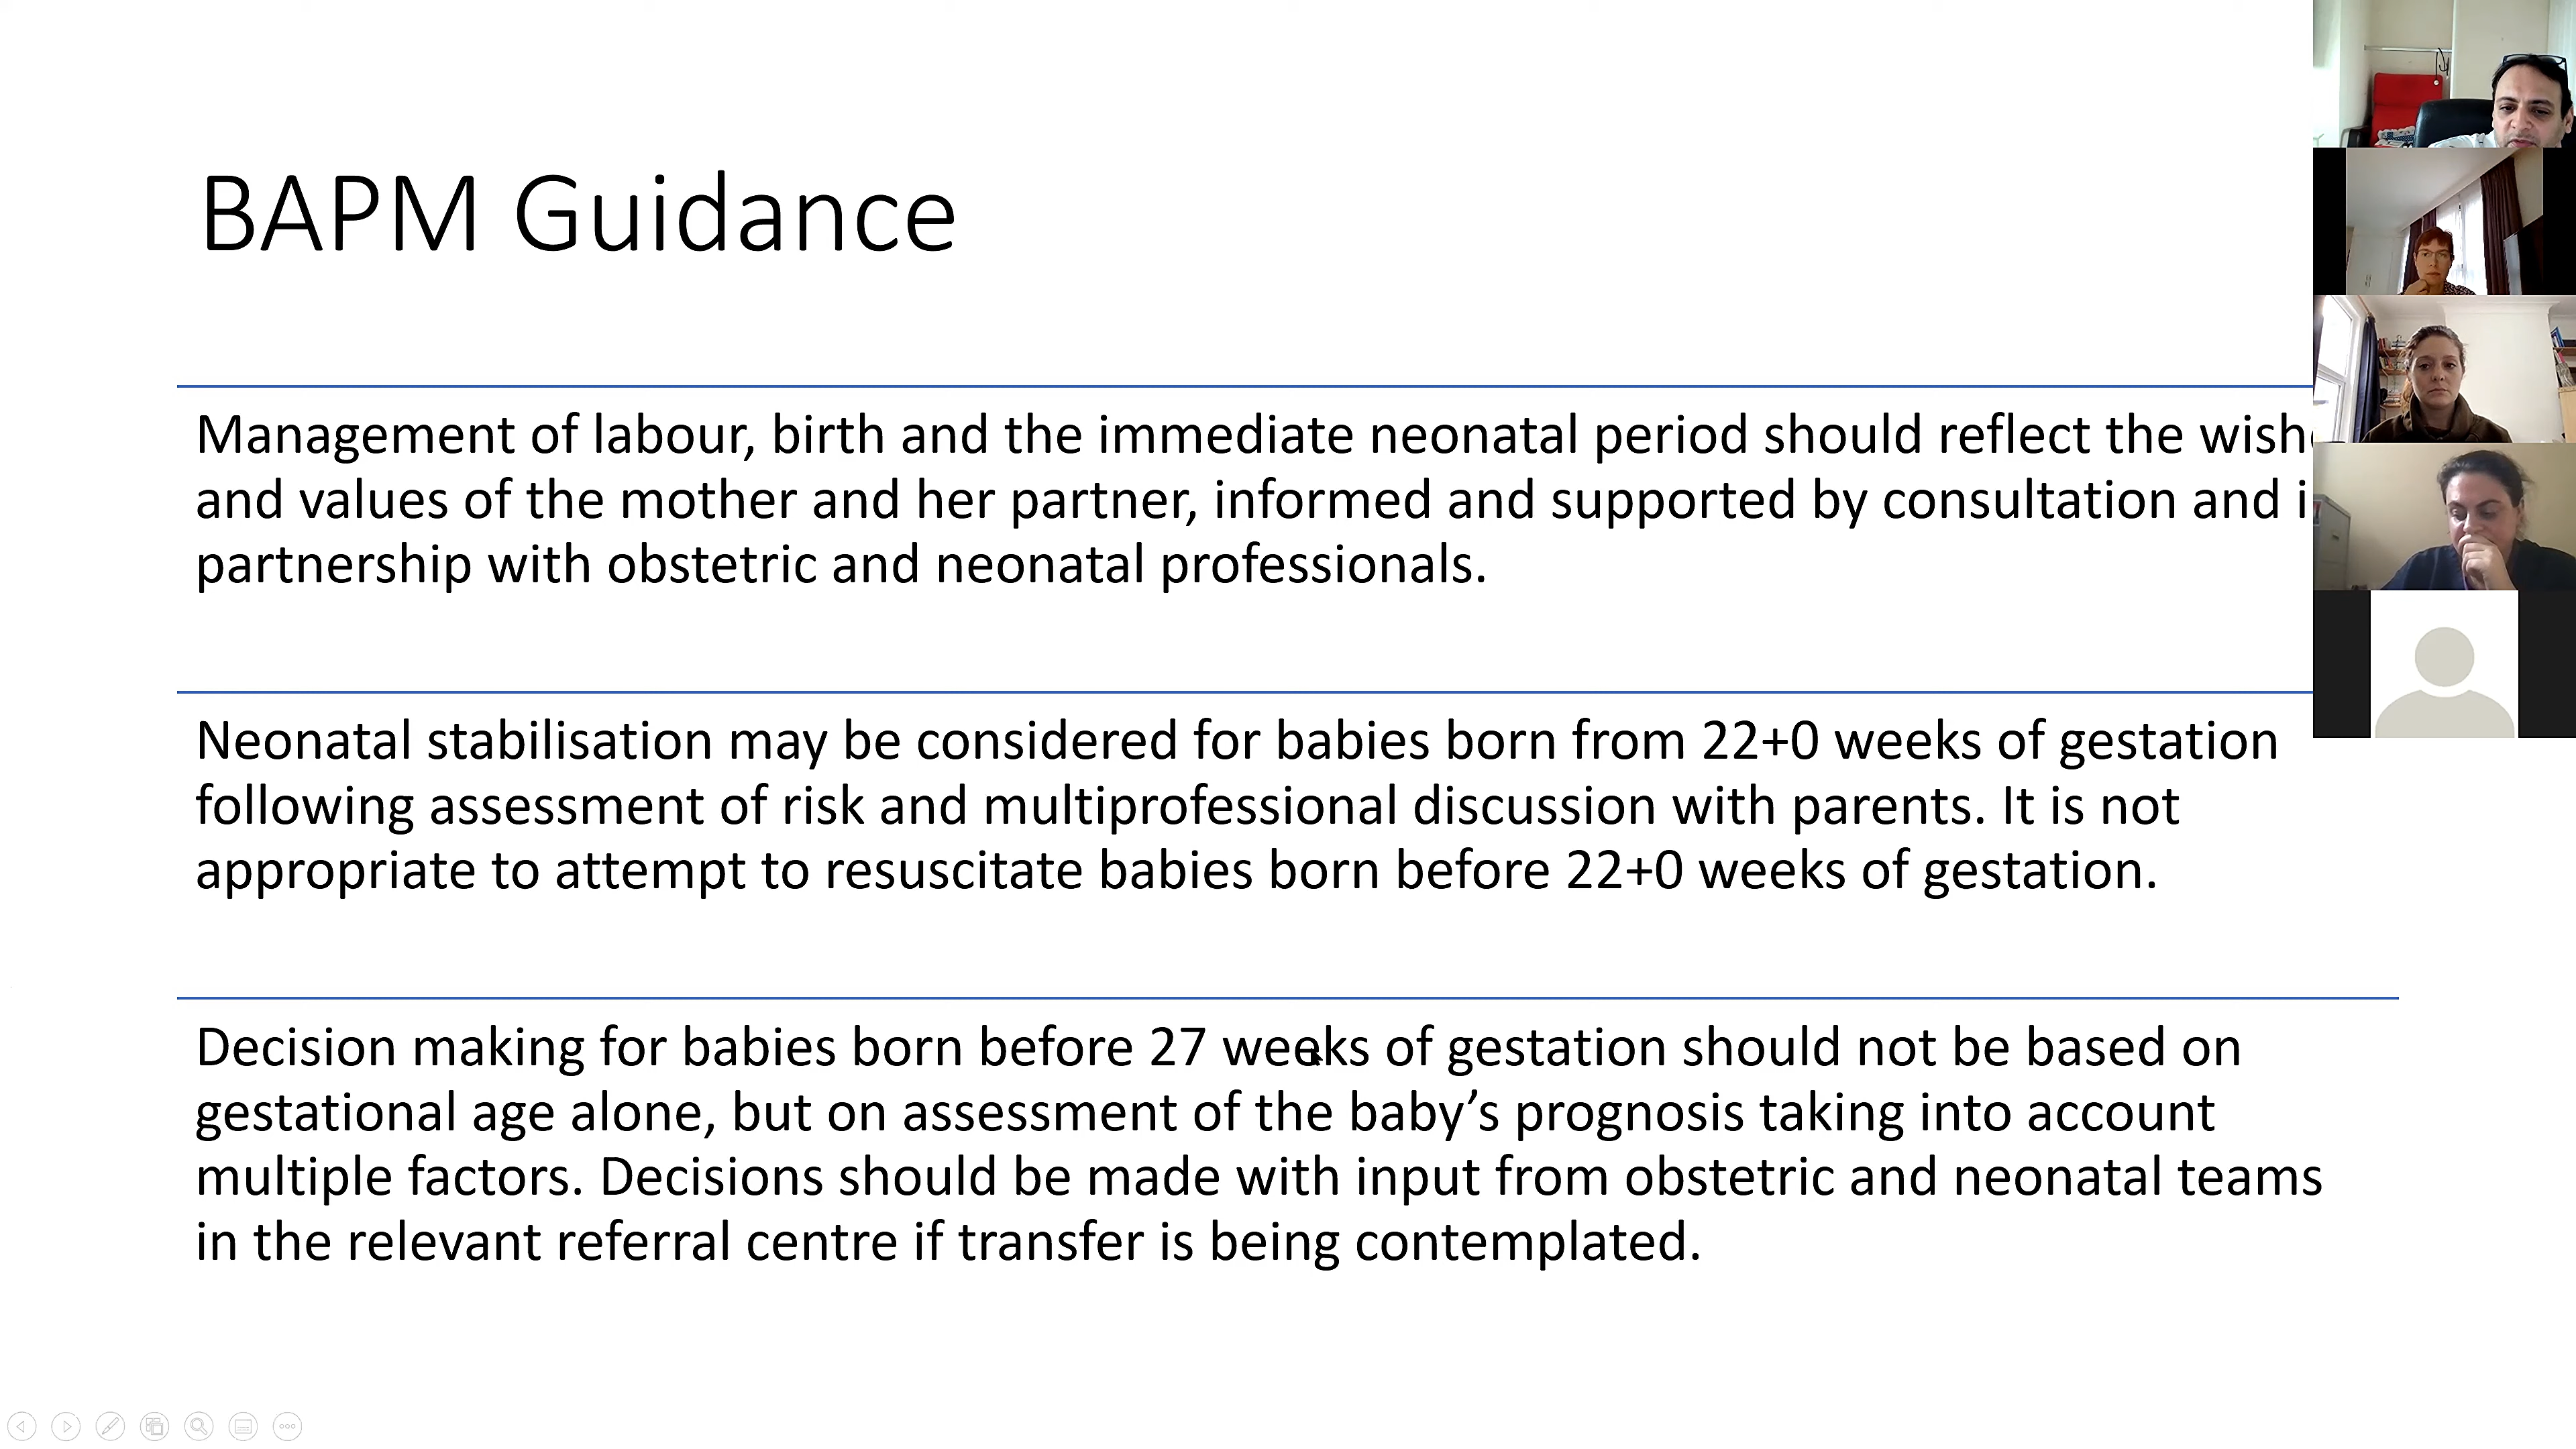 BAPM Guidance
Management of labour, birth and the immediate neonatal period should reflect the
and values of the mother and her partner, informed and supported by consultation and
partnership with obstetric and neonatal professionals.
Neonatal stabilisation may be considered for babies born from 22+0 weeks of gestation
following assessment of risk and multiprofessional discussion with parents. It is not
appropriate to attempt to resuscitate babies born before 22+0 weeks of gestation.
Decision making for babies born before 27 weeks of gestation should not be based on
gestational age alone, but on assessment of the baby’s prognosis taking into account
multiple factors. Decisions should be made with input from obstetric and neonatal teams
in the relevant referral centre if transfer is being contemplated.